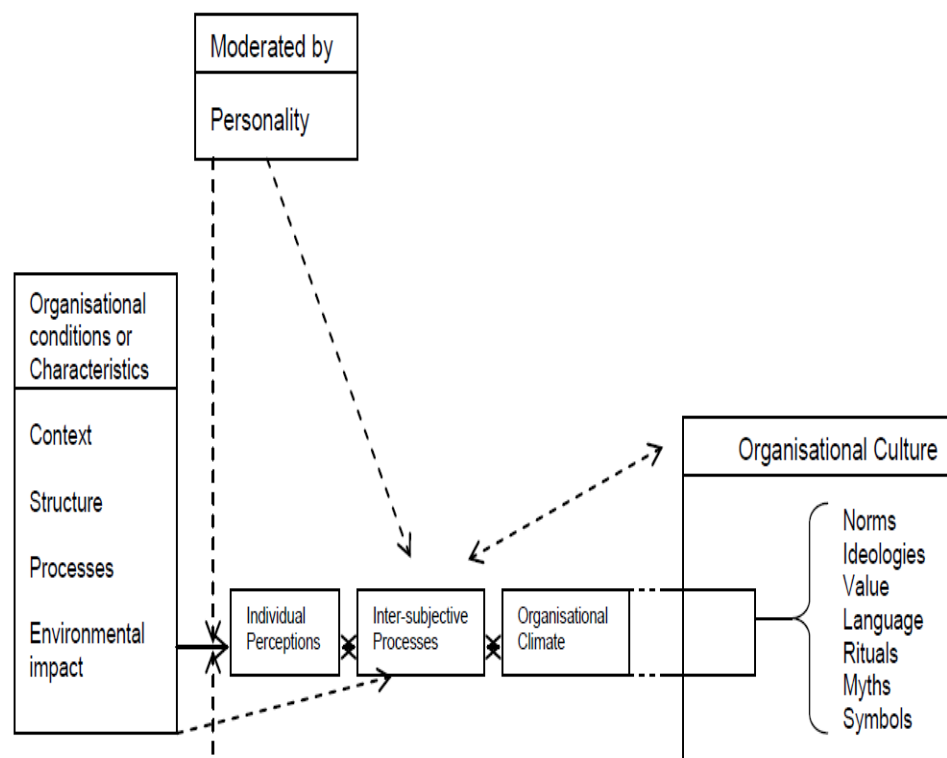 Moderated by
Personality
Organisational
conditions or
Characteristics
Context
Structure
Processes
Environmental
impact
Individual
Perceptions
Inter-subjective
Processes
Organisational
Climate
Organisational Culture
Norms
Ideologies
Value
Language
Rituals
Myths
Symbols